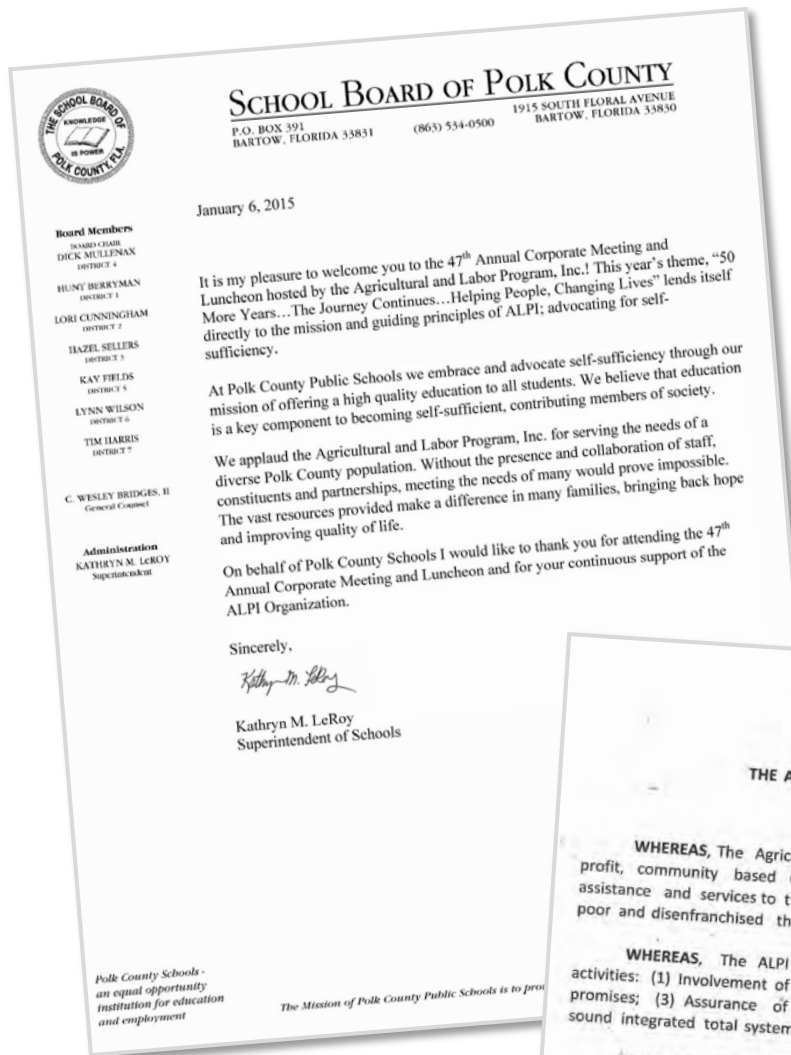 THE SCHOOL BOARD OF
KNOWLEDGE
IS POWER
POLK COUNTY, FLA.
SCHOOL BOARD OF POLK COUNTY
P.O. BOX 391
BARTOW, FLORIDA 33831
(863) 534-0500
1915 SOUTH FLORAL AVENUE
BARTOW, FLORIDA 33830
Board Members
BOARD CHAIR
DICK MULLENAX
DISTRICT 4
HUNT BERRYMAN
DISTRICT 1
LORI CUNNINGHAM
DISTRICT 2
HAZEL SELLERS
DISTRICT 3
KAY FIELDS
DISTRICT 5
LYNN WILSON
DISTRICT 6
TIM HARRIS
DISTRICT 7
C. WESLEY BRIDGES, II
General Counsel
Administration
KATHRYN M. LeROY
Superintendent
January 6, 2015
It is my pleasure to welcome you to the 47th Annual Corporate Meeting and
Luncheon hosted by the Agricultural and Labor Program, Inc.! This year's theme, "50
More Years…The Journey Continues…Helping People, Changing Lives" lends itself
directly to the mission and guiding principles of ALPI; advocating for self-
sufficiency.
At Polk County Public Schools we embrace and advocate self-sufficiency through our
mission of offering a high quality education to all students. We believe that education
is a key component to becoming self-sufficient, contributing members of society.
We applaud the Agricultural and Labor Program, Inc. for serving the needs of a
diverse Polk County population. Without the presence and collaboration of staff,
constituents and partnerships, meeting the needs of many would prove impossible.
The vast resources provided make a difference in many families, bringing back hope
and improving quality of life.
On behalf of Polk County Schools I would like to thank you for attending the 47th
Annual Corporate Meeting and Luncheon and for your continuous support of the
ALPI Organization.
Sincerely,
Kathryn M. LeRoy
Kathryn M. LeRoy
Superintendent of Schools
Polk County Schools -
an equal opportunity
institution for education
and employment
The Mission of Polk County Public Schools is to
THE
WHEREAS, The
profit, community based
assistance and services to
poor and disenfranchised
WHEREAS, The ALPI
activities: (1) Involvement of
promises; (3) Assurance of
sound integrated total